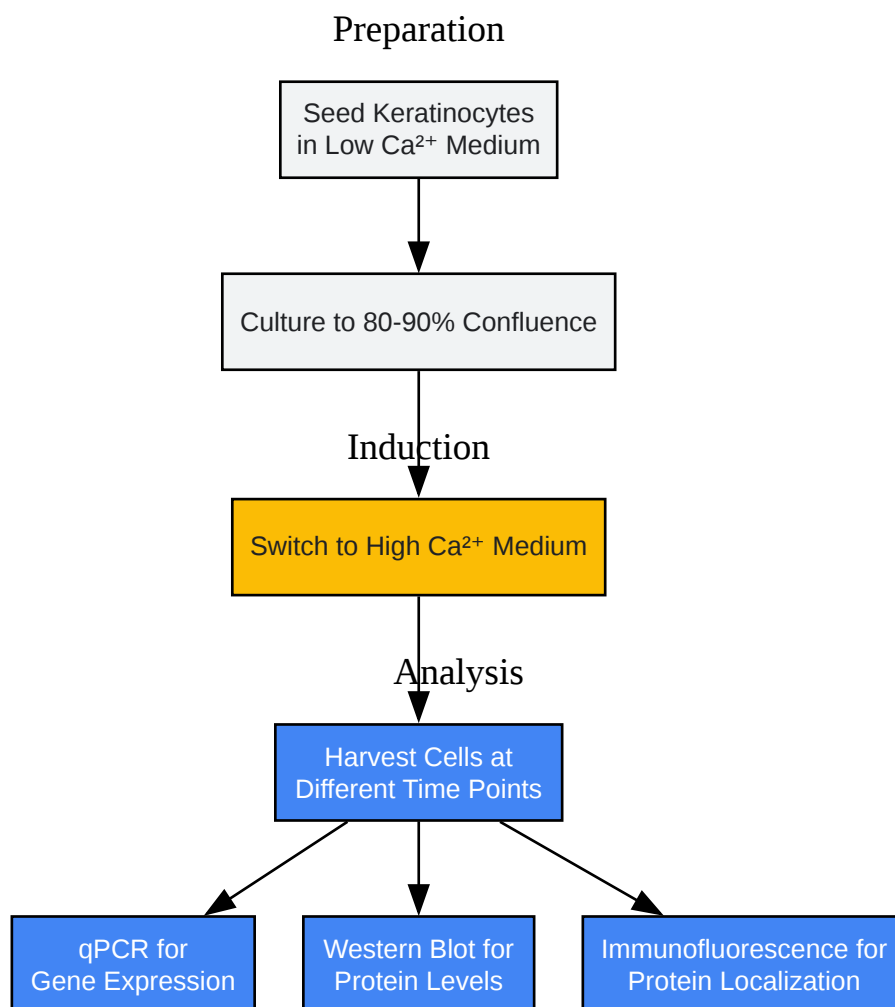 Preparation
Seed Keratinocytes
in Low Ca²⁺ Medium
Culture to 80-90% Confluence
Induction
Switch to High Ca²⁺ Medium
Analysis
Harvest Cells at
Different Time Points
qPCR for
Gene Expression
Western Blot for
Protein Levels
Immunofluorescence for
Protein Localization